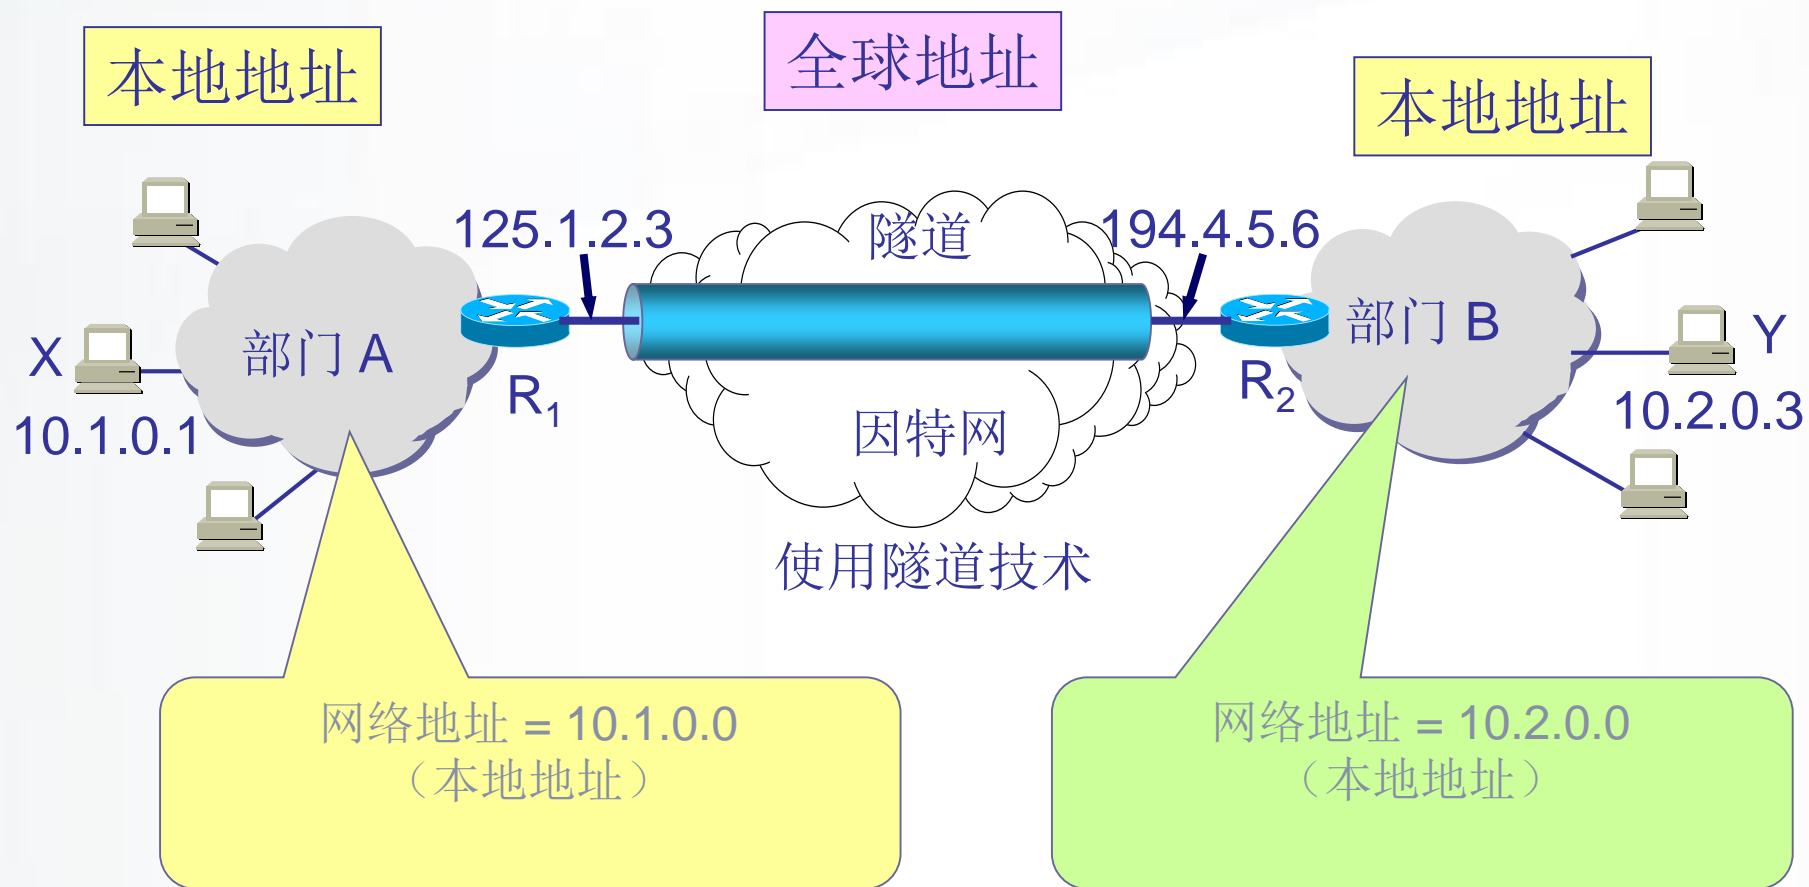 本地地址
全球地址
本地地址
125.1.2.3
隧道
194.4.5.6
X
部门 A
部门 B
Y
R1
R2
10.1.0.1
因特网
10.2.0.3
使用隧道技术
网络地址 = 10.1.0.0
（本地地址）
网络地址 = 10.2.0.0
（本地地址）